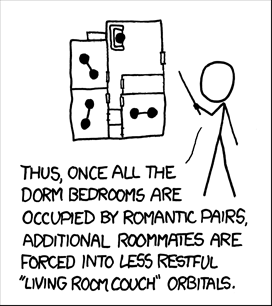 THUS, ONCE ALL THE
DORM BEDROOMS ARE
OCCUPIED BY ROMANTIC PAIRS,
ADDITIONAL ROOMMATES ARE
FORCED INTO LESS RESTFUL
"LIVING ROOM COUCH" ORBITALS.